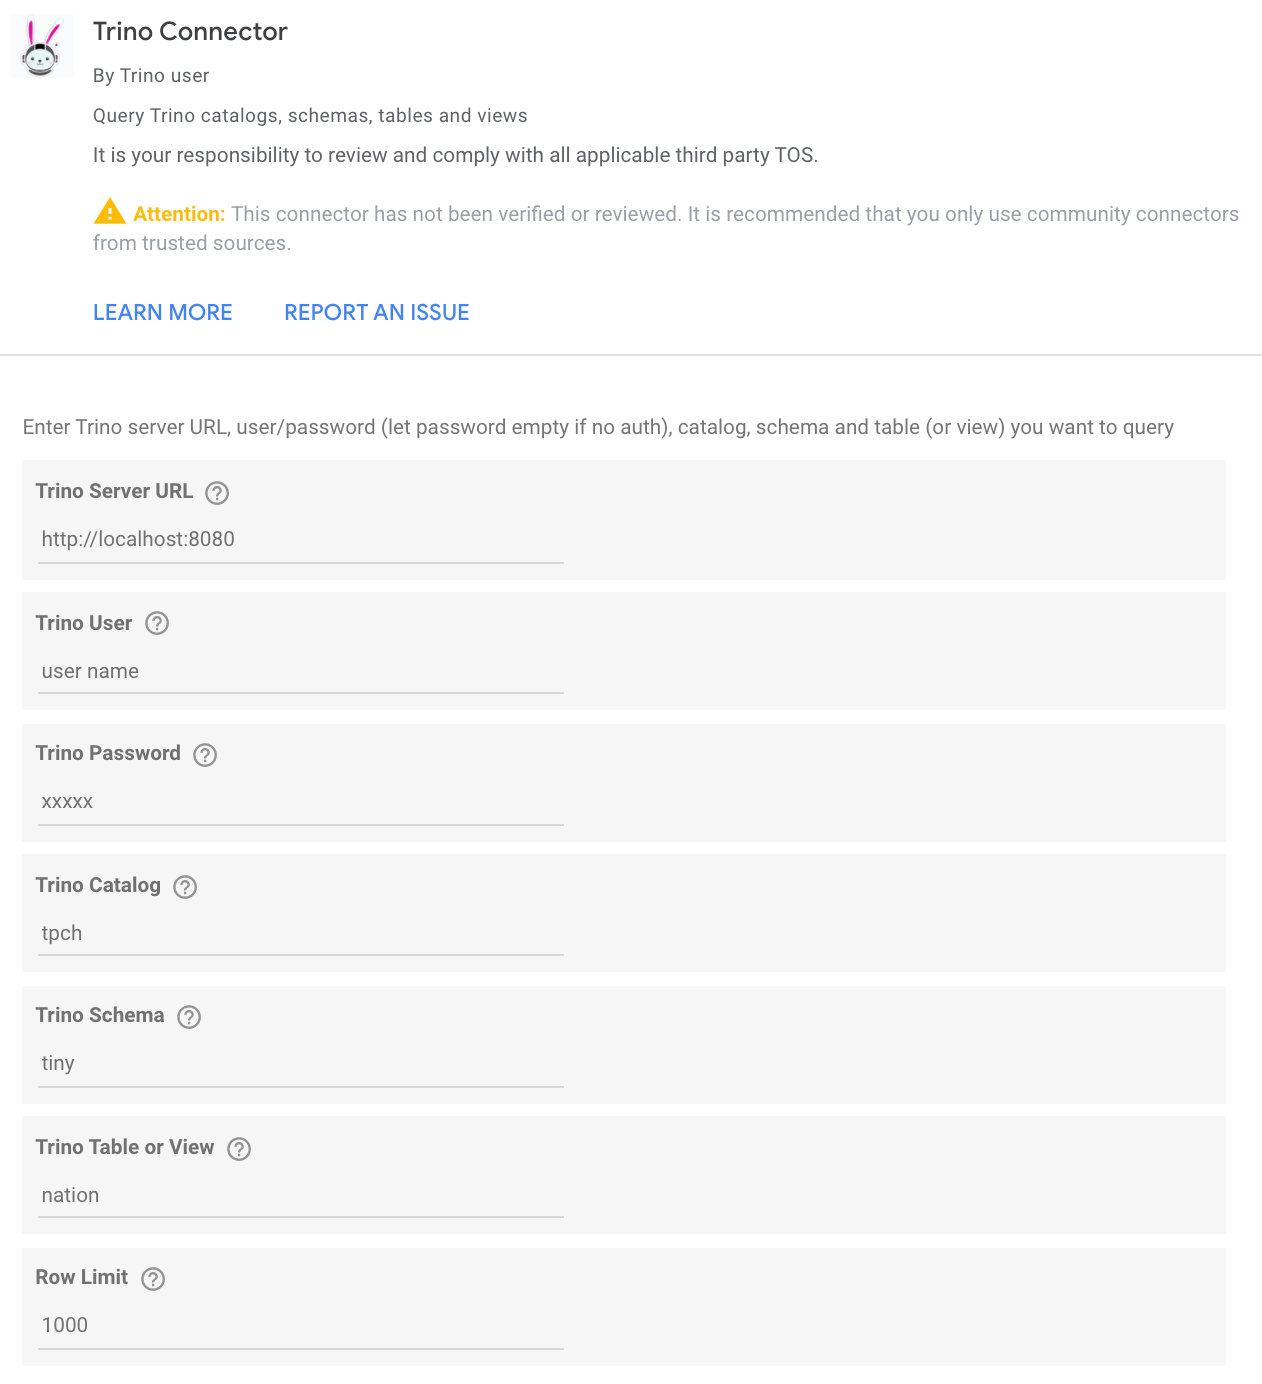 Trino Connector
By Trino user
Query Trino catalogs, schemas, tables and views
It is your responsibility to review and comply with all applicable third party TOS.
Attention: This connector has not been verified or reviewed. It is recommended that you only use community connectors
from trusted sources.
LEARN MORE REPORT AN ISSUE
Enter Trino server URL, user/password (let password empty if no auth), catalog, schema and table (or view) you want to query
Trino Server URL
http://localhost:8080
Trino User
user name
Trino Password
xxxxx
Trino Catalog
tpch
Trino Schema
tiny
Trino Table or View
nation
Row Limit
1000